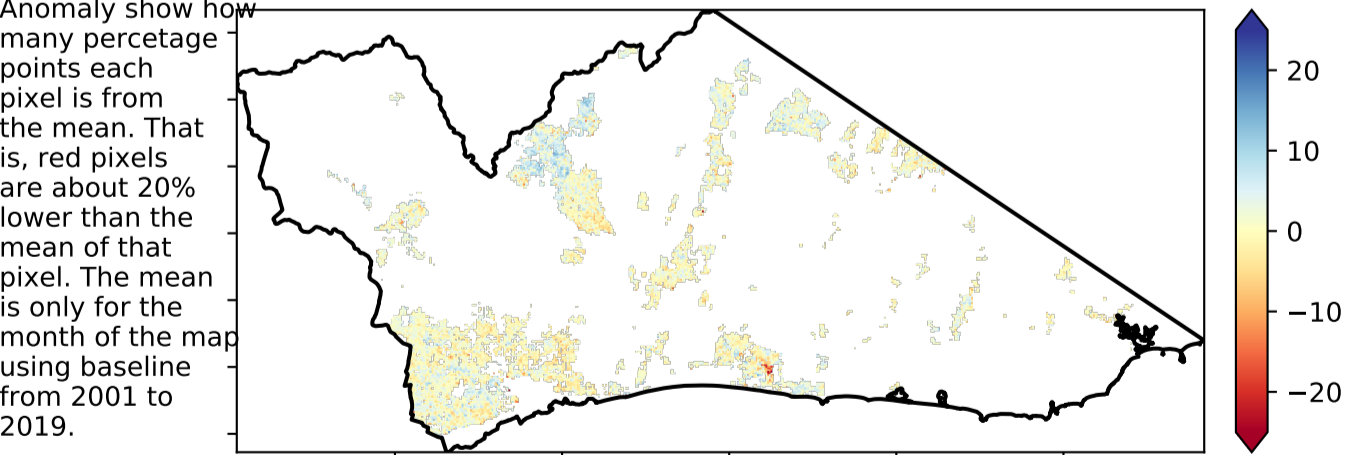 Anomaly show how
many percetage
points each
pixel is from
the mean. That
is, red pixels
are about 20%
lower than the
mean of that
pixel. The mean
is only for the
month of the map
using baseline
from 2001 to
2019.
20
10
0
−10
−20